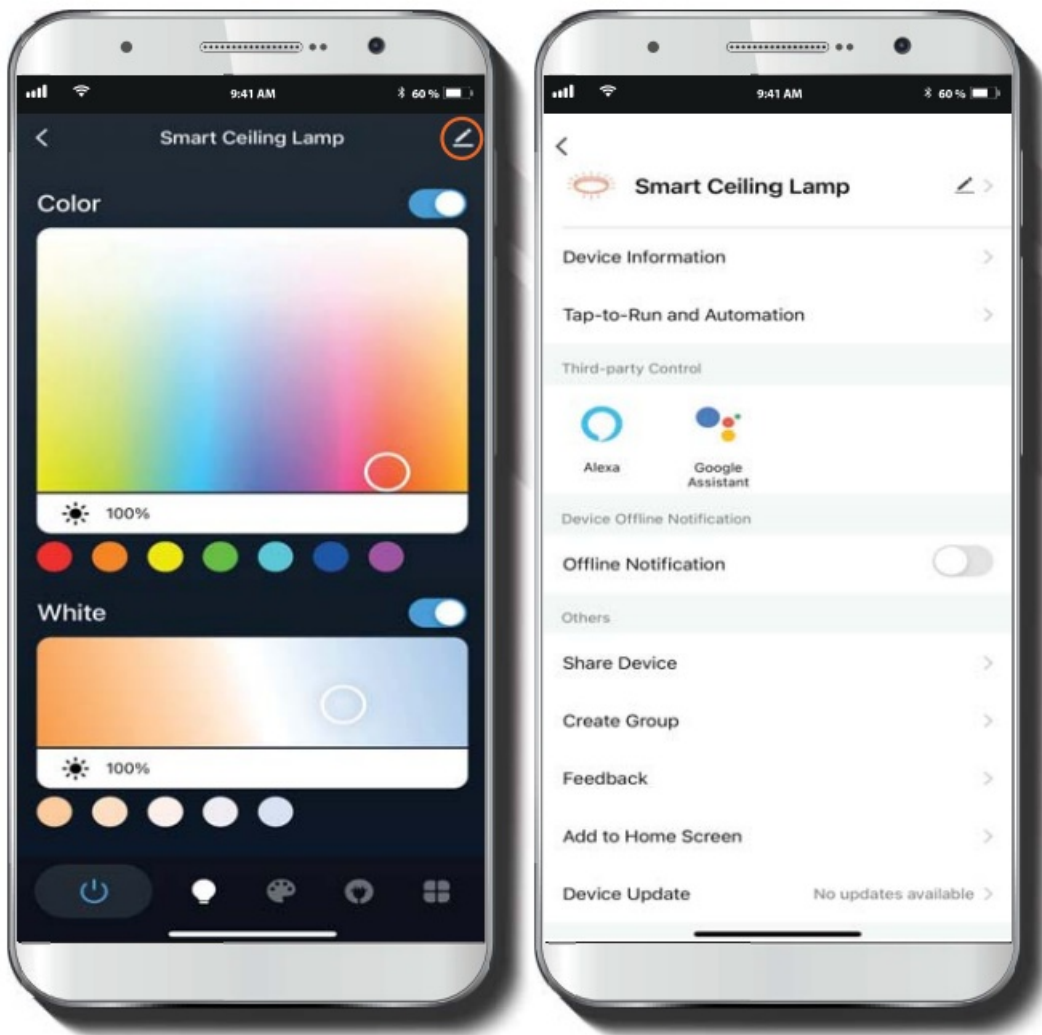 9:41 AM
60 %
Smart Ceiling Lamp
Color
100%
White
100%
9:41 AM
60 %
Smart Ceiling Lamp
Device Information
Tap-to-Run and Automation
Third-party Control
Alexa
Google
Assistant
Device Offline Notification
Offline Notification
Others
Share Device
Create Group
Feedback
Add to Home Screen
Device Update No updates available